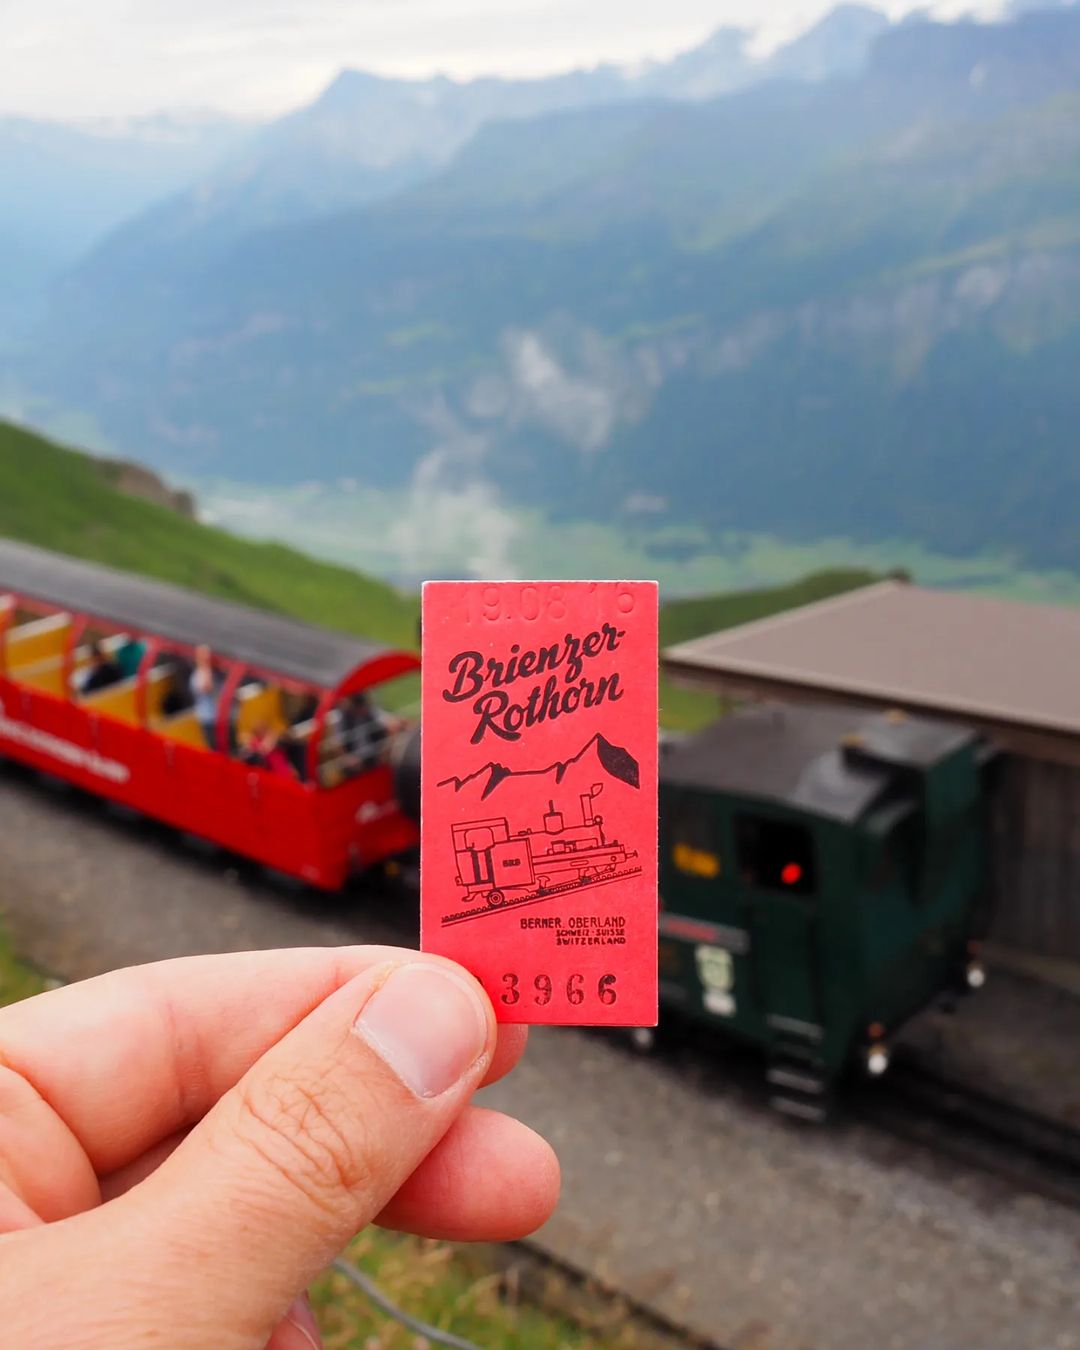 19.08 16
Brienzer-
Rothorn
BRB
BERNER OBERLAND
SCHWEIZ·SUISSE
SWITZERLAND
3966